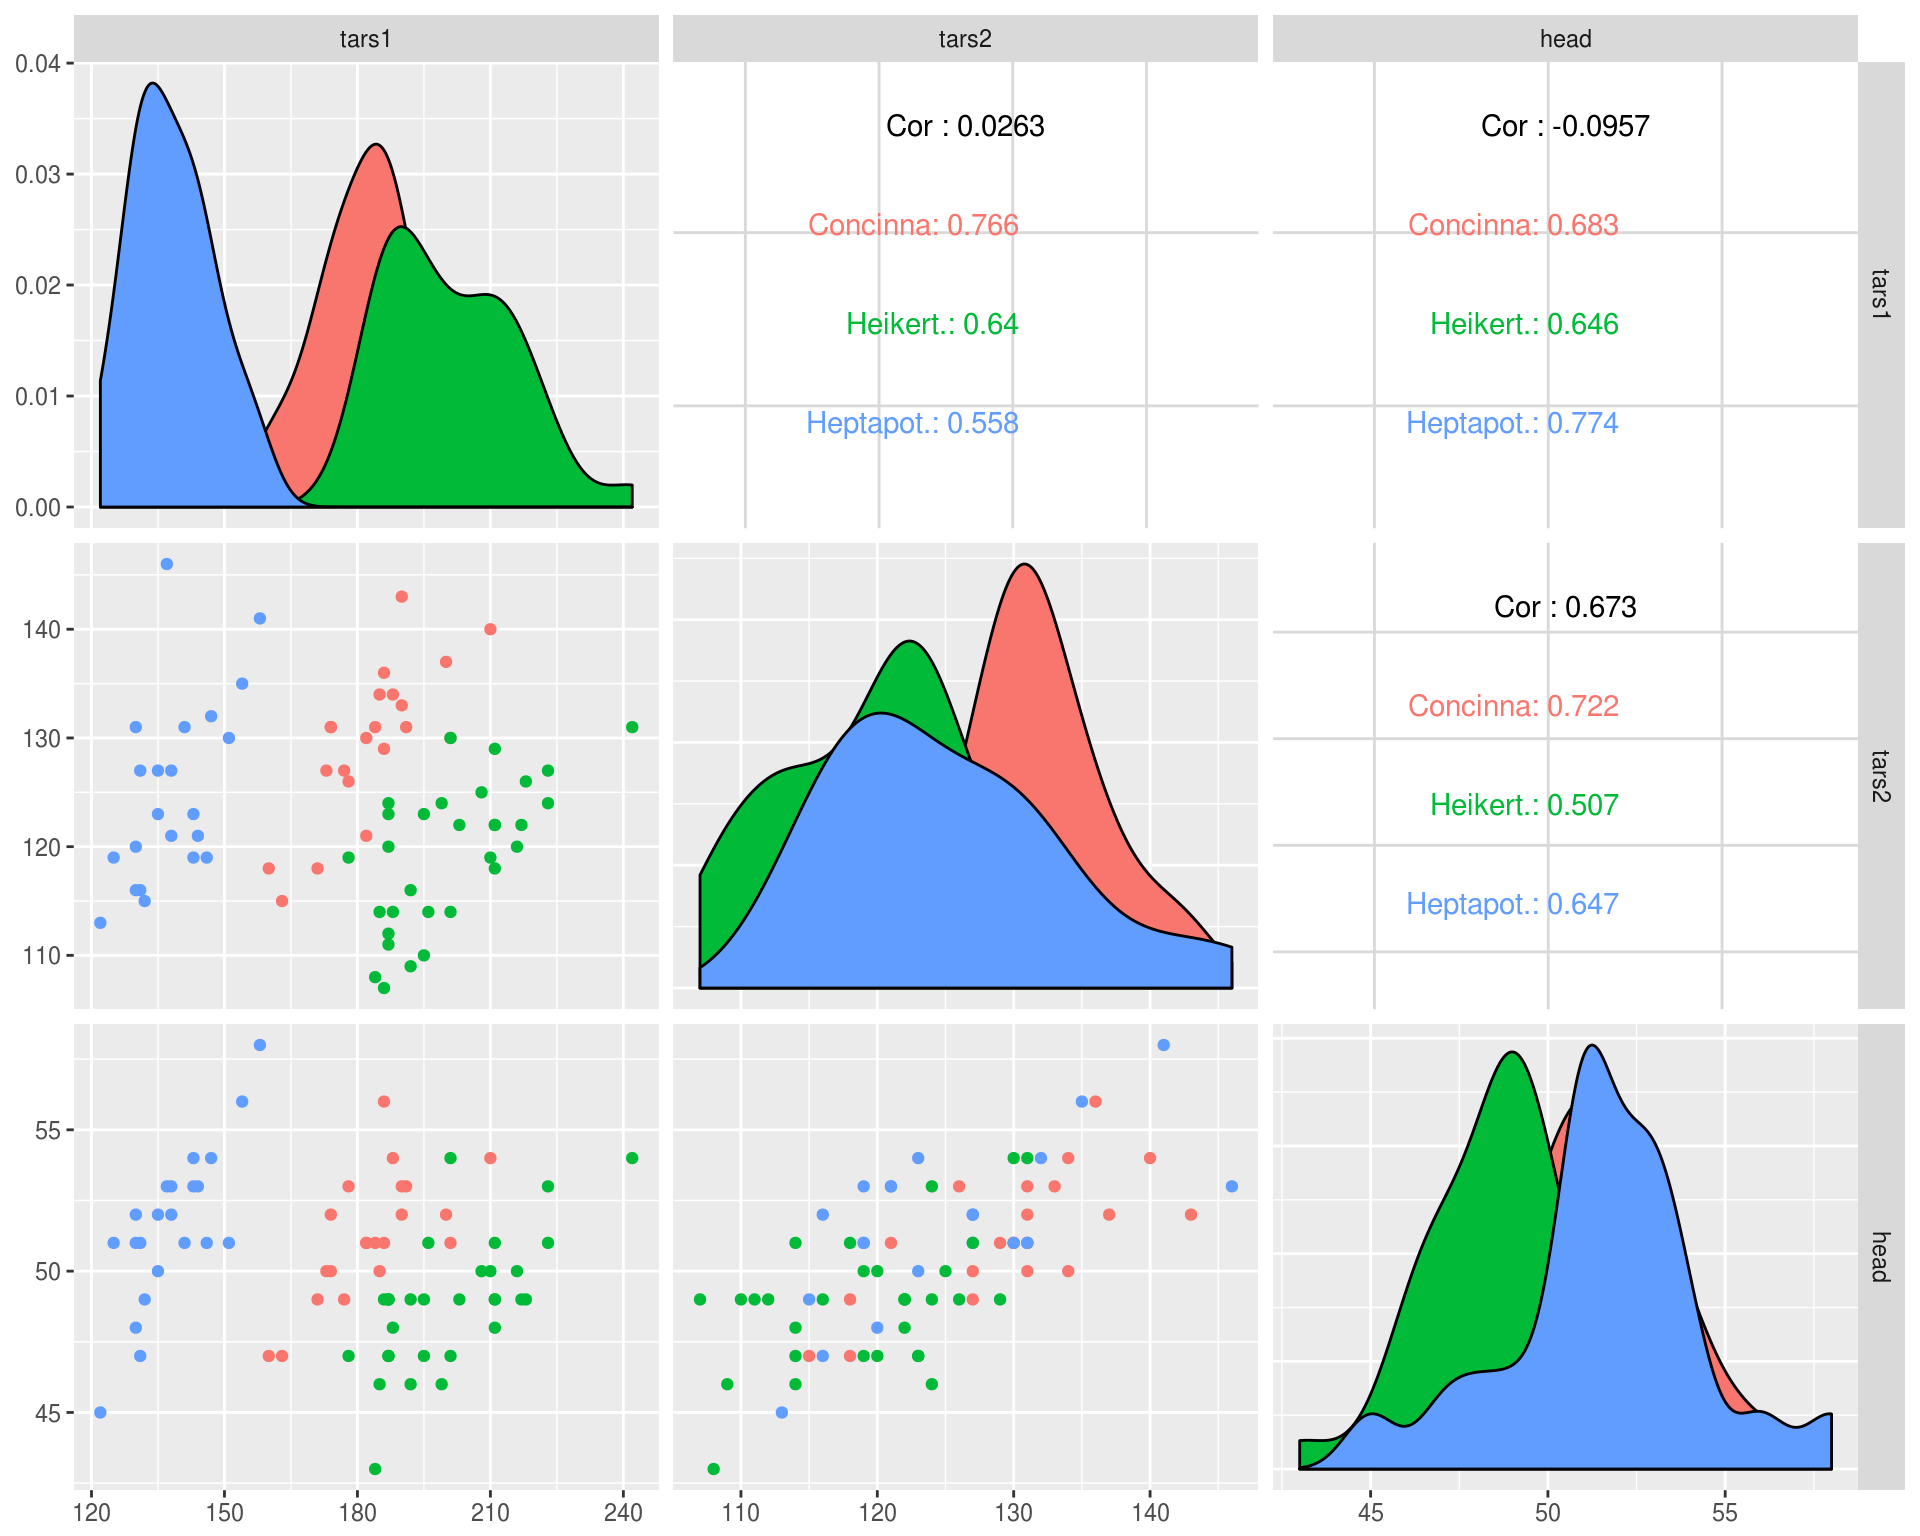 tars1
tars2
head
0.04
0.03
0.02
0.01
0.00
Cor : 0.0263
Concinna: 0.766
Heikert.: 0.64
Heptapot.: 0.558
Cor : -0.0957
Concinna: 0.683
Heikert.: 0.646
Heptapot.: 0.774
tars1
140
130
120
110
Cor : 0.673
Concinna: 0.722
Heikert.: 0.507
Heptapot.: 0.647
tars2
55
50
45
head
120 150 180 210 240
110 120 130 140
45 50 55